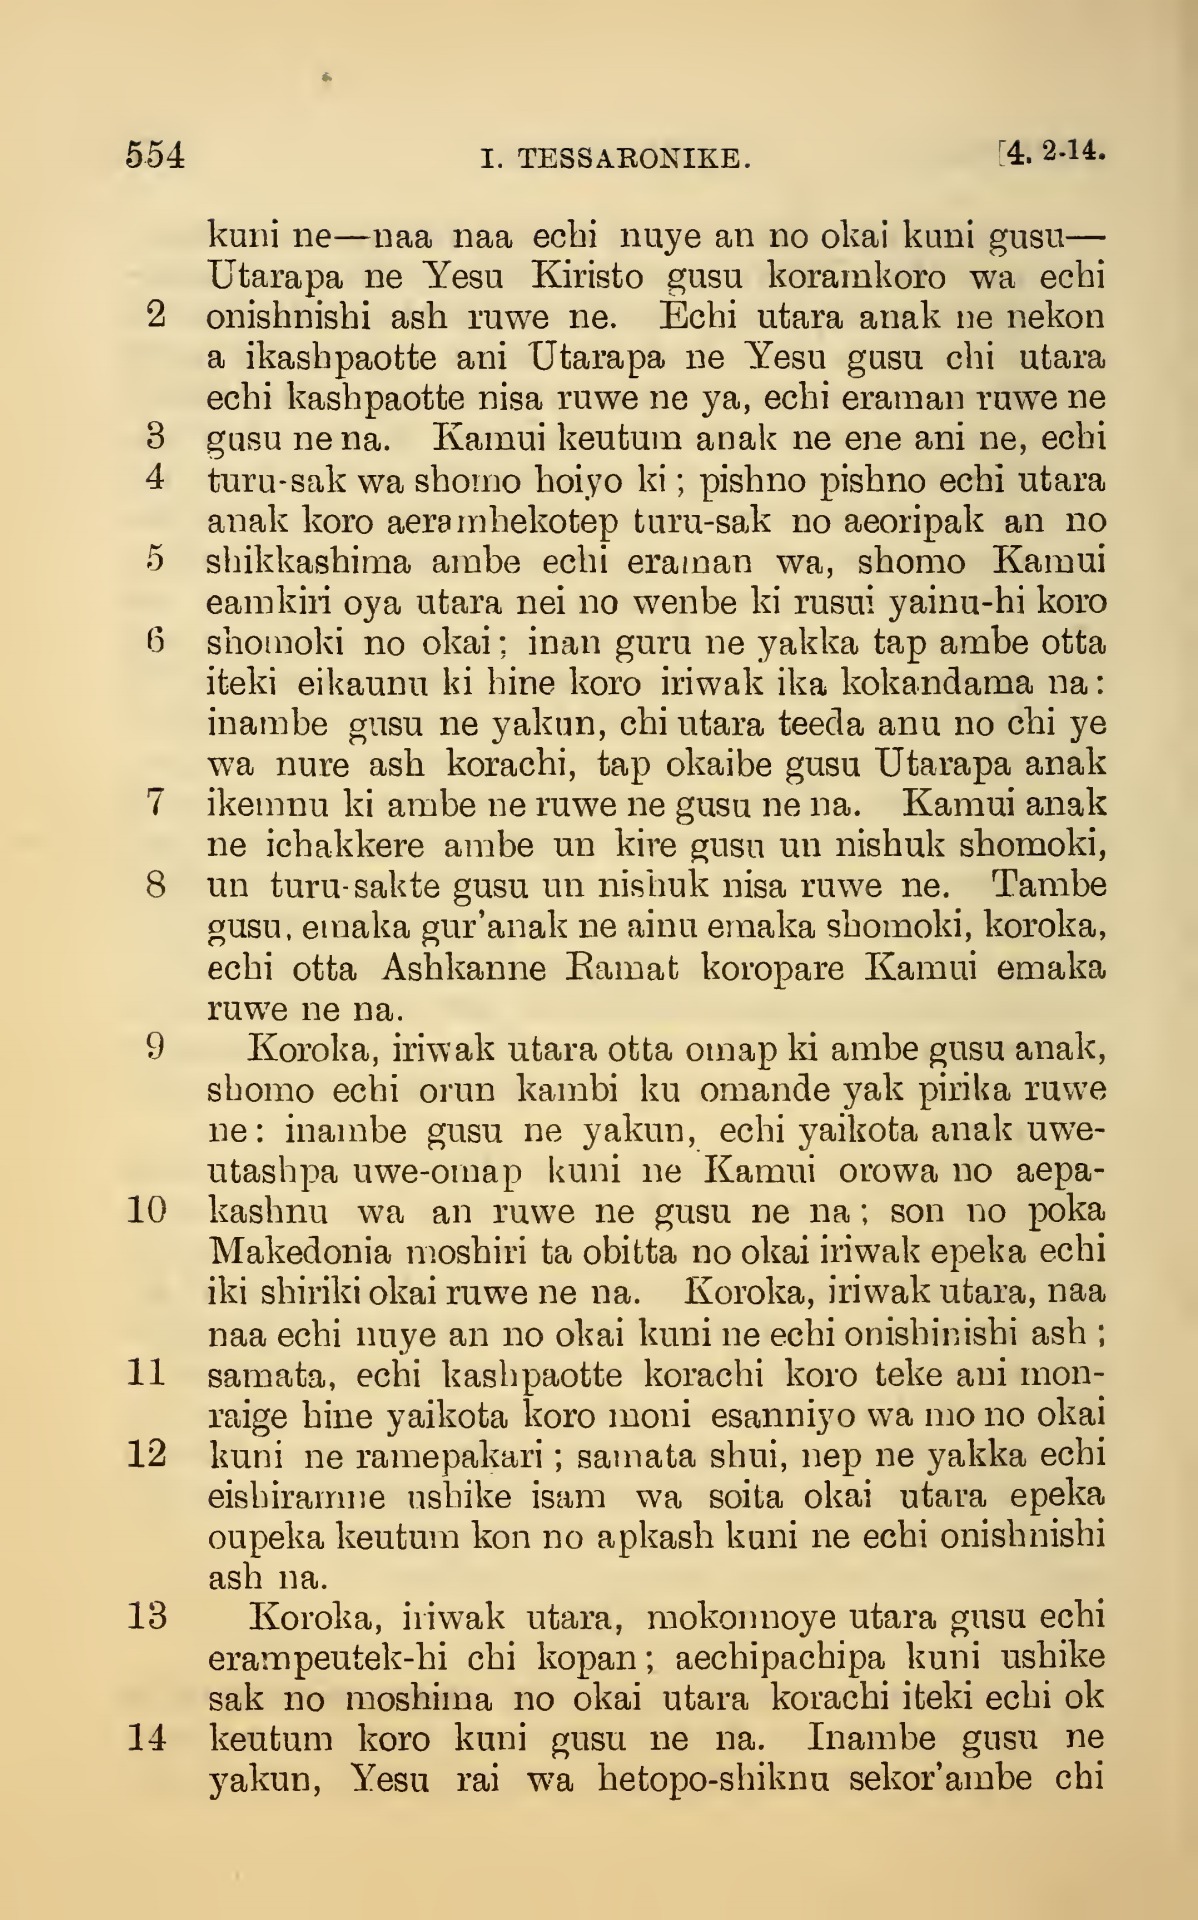 554 I. TESSARONIKE. [4. 2-14.
kuni ne—naa naa echi nuye an no okai kuni gusu—
Utarapa ne Yesu Kiristo gusu koramkoro wa echi
2 onishnishi ash ruwe ne. Echi utara anak ne nekon
a ikashpaotte ani Utarapa ne Yesu gusu chi utara
echi kashpaotte nisa ruwe ne ya, echi eraman ruwe ne
3 gusu ne na. Kamui keutum anak ne ene ani ne, echi
4 turu-sak wa shomo hoiyo ki; pishno pishno echi utara
anak koro aeramhekotep turu-sak no aeoripak an no
5 shikkashima ambe echi eraman wa, shomo Kamui
eamkiri oya utara nei no wenbe ki rusui yainu-hi koro
6 shomoki no okai; inan guru ne yakka tap ambe otta
iteki eikaunu ki hine koro iriwak ika kokandama na:
inambe gusu ne yakun, chi utara teeda anu no chi ye
wa nure ash korachi, tap okaibe gusu Utarapa anak
7 ikemnu ki ambe ne ruwe ne gusu ne na. Kamui anak
ne ichakkere ambe un kire gusu un nishuk shomoki,
8 un turu-sakte gusu un nishuk nisa ruwe ne. Tambe
gusu, emaka gur'anak ne ainu emaka shomoki, koroka,
echi otta Ashkanne Ramat koropare Kamui emaka
ruwe ne na.
9 Koroka, iriwak utara otta omap ki ambe gusu anak,
shomo echi orun kambi ku omande yak pirika ruwe
ne: inambe gusu ne yakun, echi yaikota anak uwe-
utashpa uwe-omap kuni ne Kamui orowa no aepa-
10 kashnu wa an ruwe ne gusu ne na; son no poka
Makedonia moshiri ta obitta no okai iriwak epeka echi
iki shiriki okai ruwe ne na. Koroka, iriwak utara, naa
naa echi nuye an no okai kuni ne echi onishinishi ash;
11 samata, echi kashpaotte korachi koro teke ani mon-
raige hine yaikota koro moni esanniyo wa mo no okai
12 kuni ne ramepakari; samata shui, nep ne yakka echi
eishiramne ushike isam wa soita okai utara epeka
oupeka keutum kon no apkash kuni ne echi onishnishi
ash na.
13 Koroka, iriwak utara, mokonnoye utara gusu echi
erampeutek-hi chi kopan; aechipachipa kuni ushike
sak no moshima no okai utara korachi iteki echi ok
14 keutum koro kuni gusu ne na. Inambe gusu ne
yakun, Yesu rai wa hetopo-shiknu sekor'ambe chi